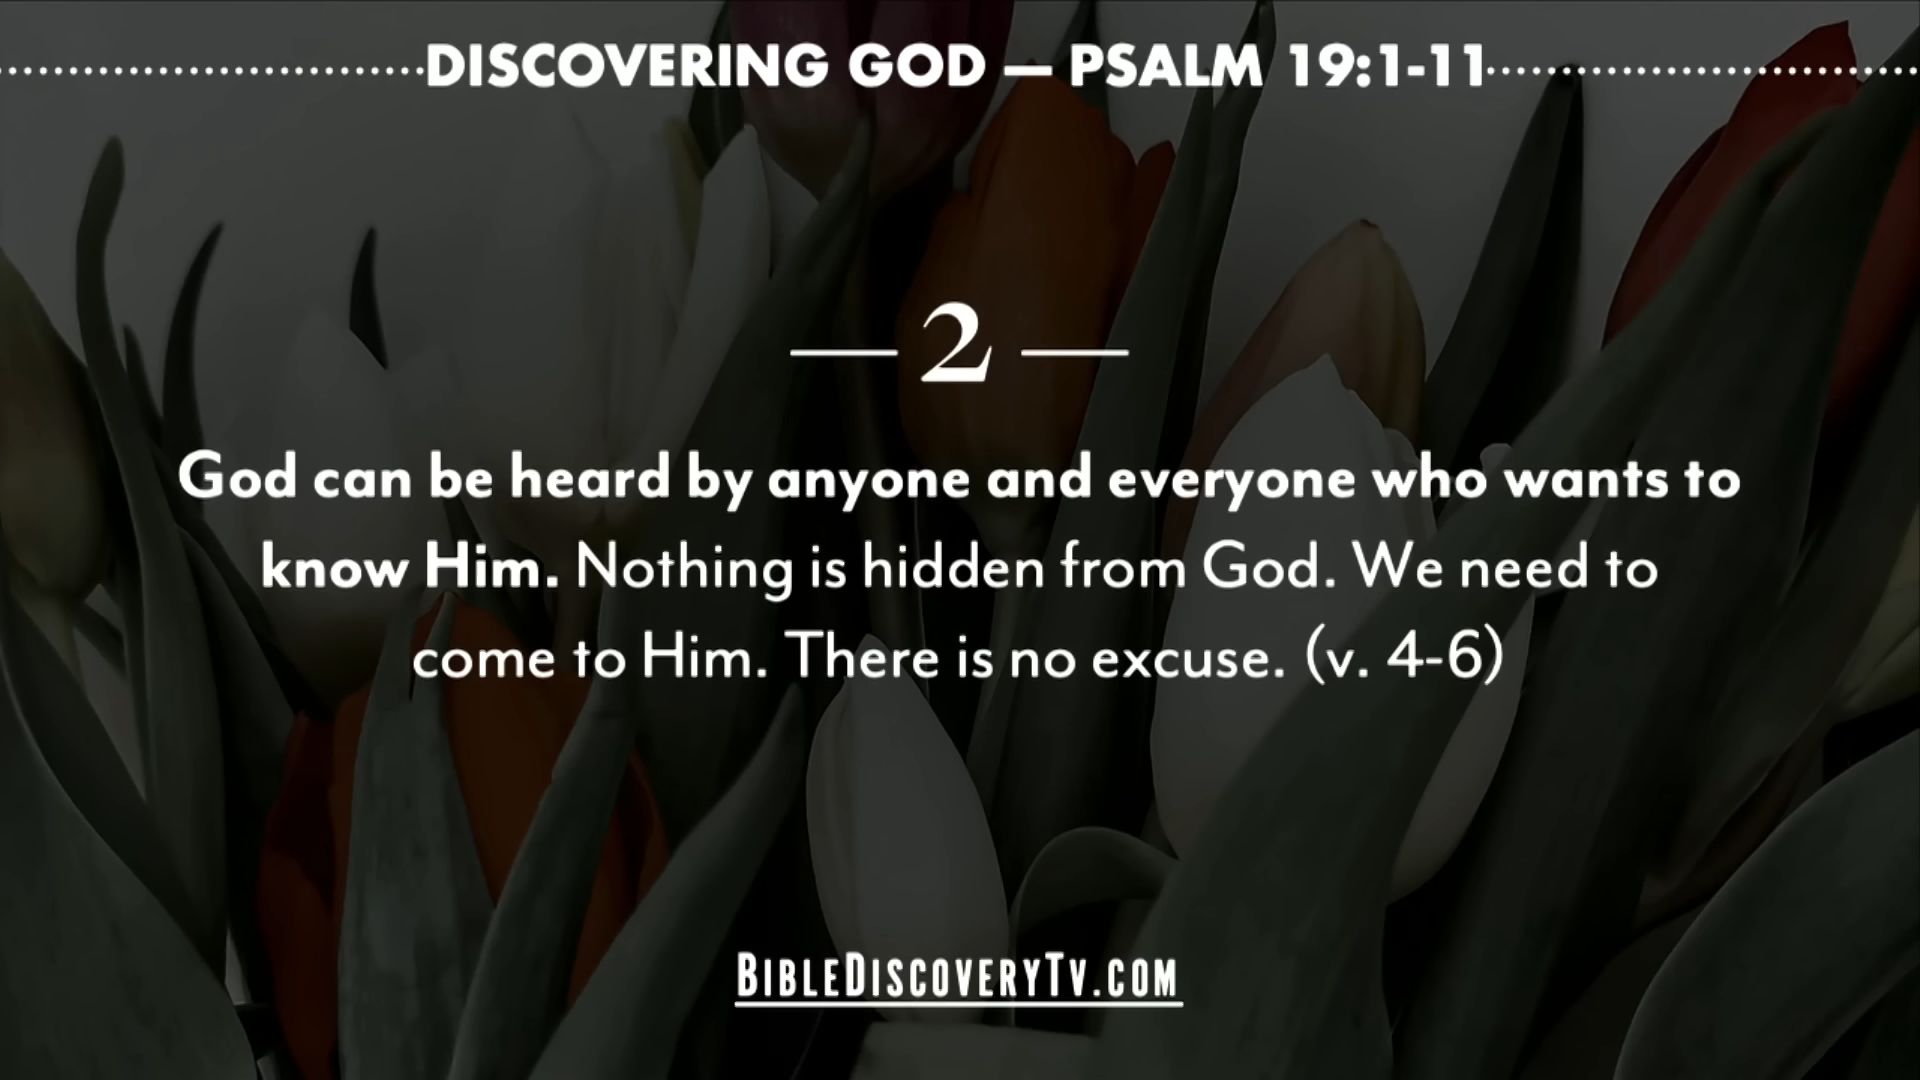 DISCOVERING GOD — PSALM 19:1-11
— 2 —
God can be heard by anyone and everyone who wants to
know Him. Nothing is hidden from God. We need to
come to Him. There is no excuse. (v. 4-6)
BIBLEDISCOVERYTV.COM